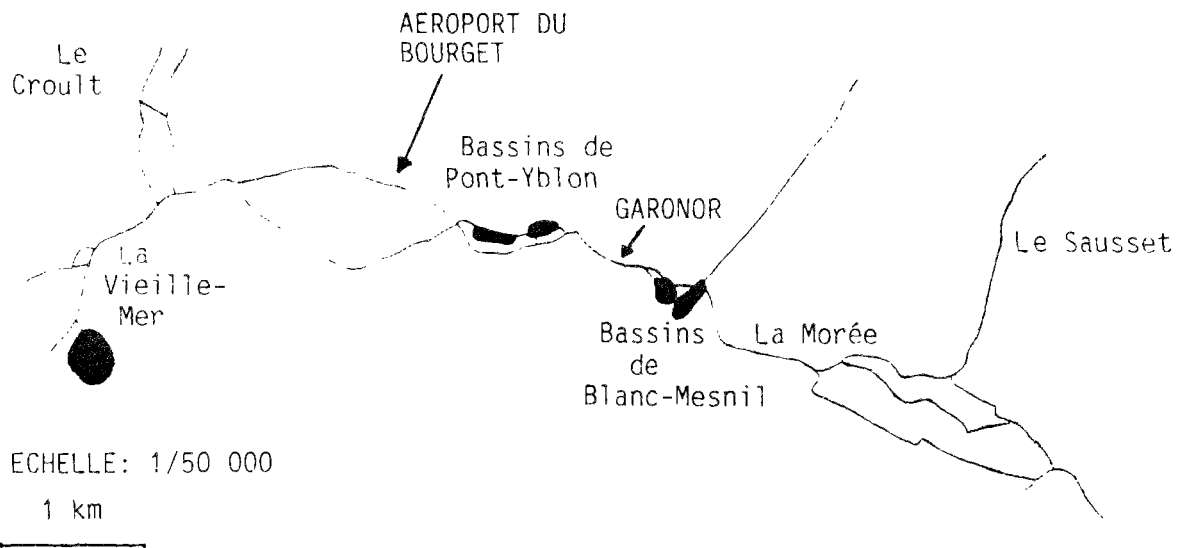 AEROPORT DU
BOURGET
Le
Croult
Bassins de
Pont-Yblon
GARONOR
Le Sausset
La
Vieille-
Mer
Bassins
de
Blanc-Mesnil
La Morée
ECHELLE: 1/50 000
1 km